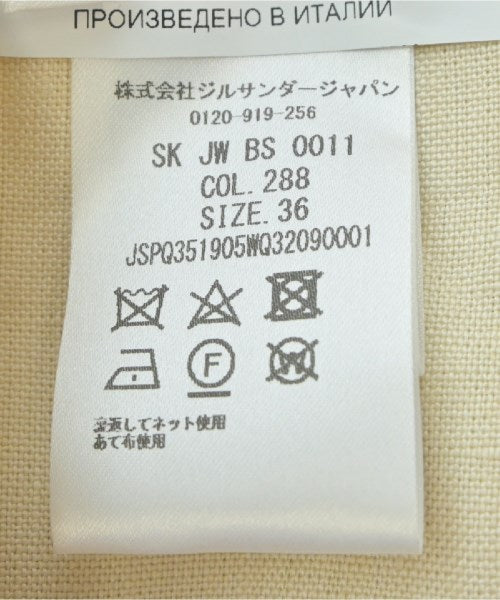 ПРОИЗВЕДЕНО В ИТАЛИИ
株式会社ジルサンダージャパン
0120-919-256
SK JW BS 0011
COL. 288
SIZE. 36
JSPQ351905WQ32090001
F
W
裏返してネット使用
あて布使用